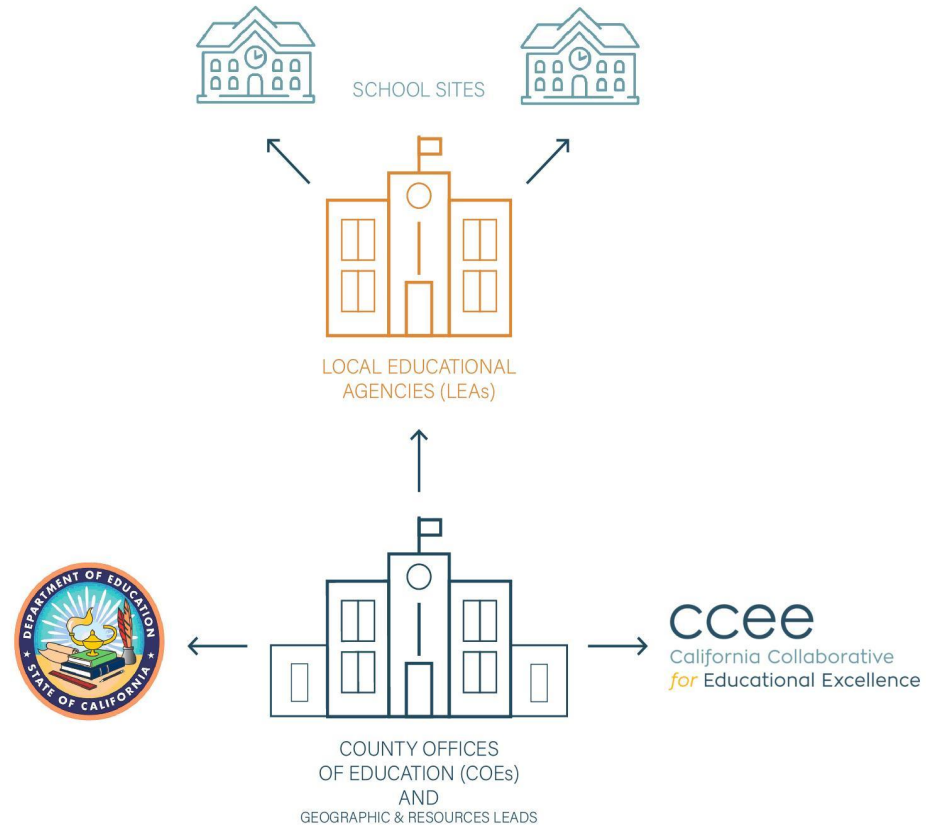 SCHOOL SITES
LOCAL EDUCATIONAL
AGENCIES (LEAs)
DEPARTMENT OF EDUCATION
STATE OF CALIFORNIA
ccee
California Collaborative
for Educational Excellence
COUNTY OFFICES
OF EDUCATION (COEs)
AND
GEOGRAPHIC & RESOURCES LEADS